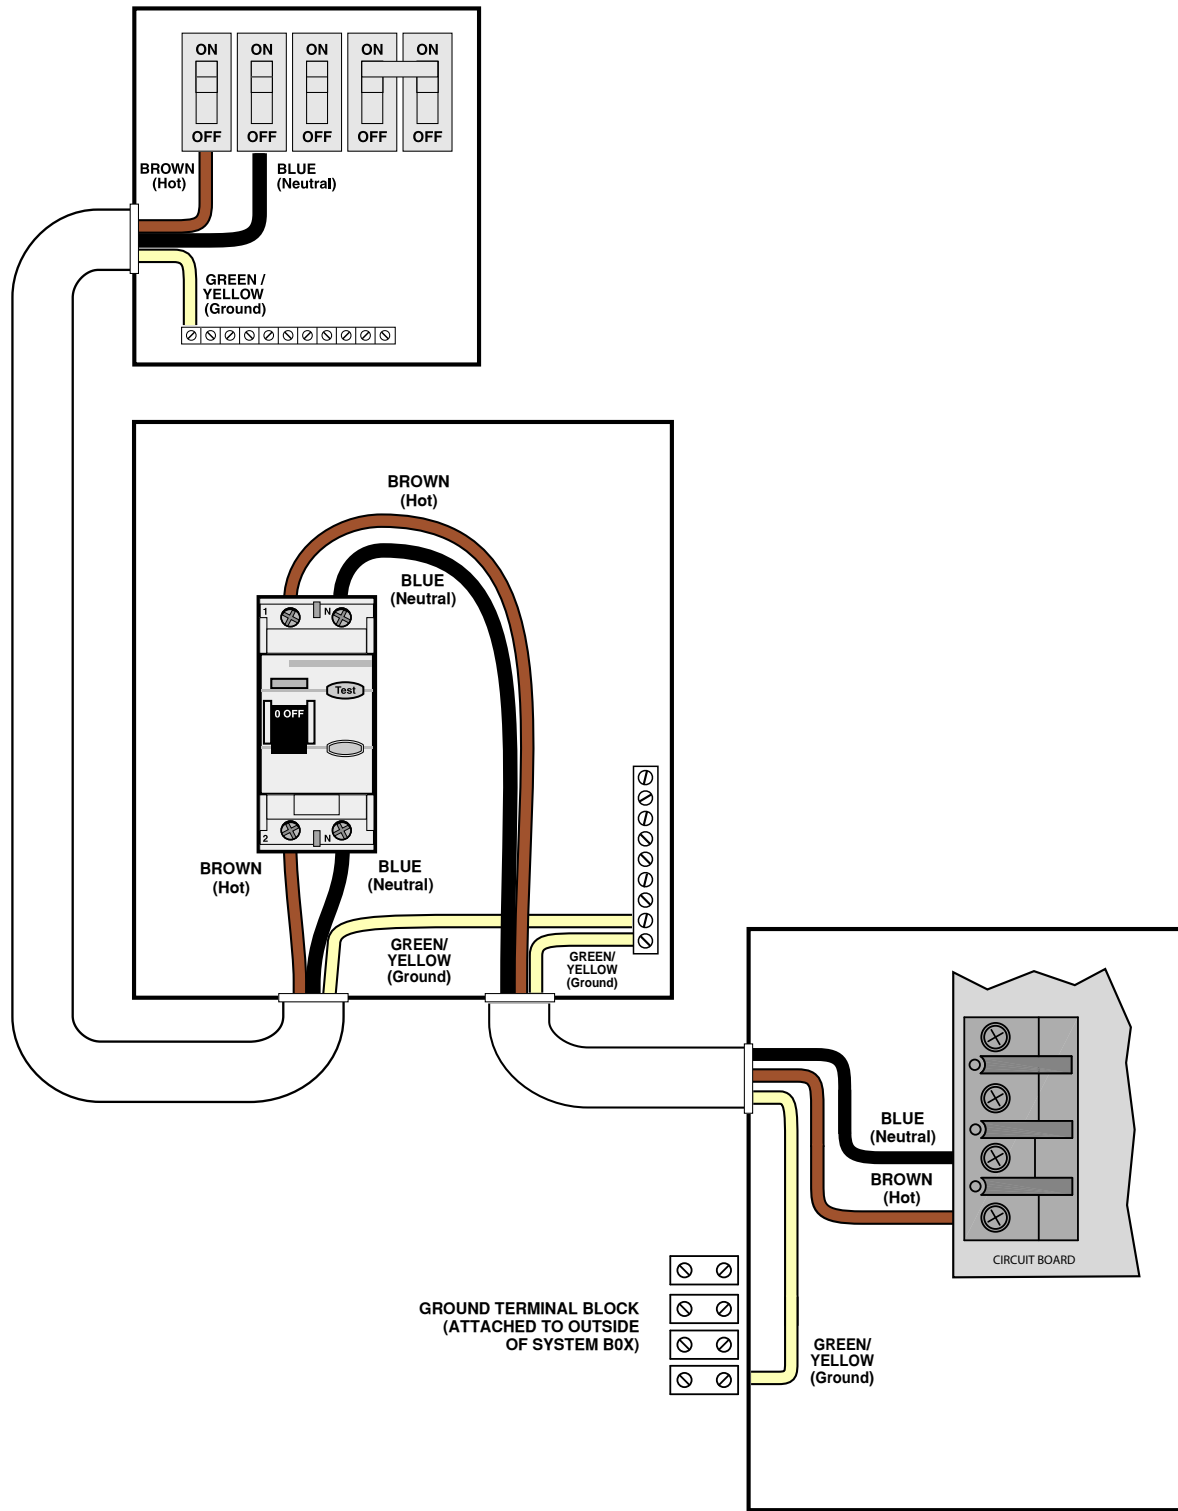 ON ON ON ON ON
OFF OFF OFF OFF OFF
BROWN
(Hot)
BLUE
(Neutral)
GREEN /
YELLOW
(Ground)
BROWN
(Hot)
BLUE
(Neutral)
1 N
Test
0 OFF
2 N
BROWN
(Hot)
BLUE
(Neutral)
GREEN/
YELLOW
(Ground)
GREEN/
YELLOW
(Ground)
BLUE
(Neutral)
BROWN
(Hot)
CIRCUIT BOARD
GROUND TERMINAL BLOCK
(ATTACHED TO OUTSIDE
OF SYSTEM B0X)
GREEN/
YELLOW
(Ground)